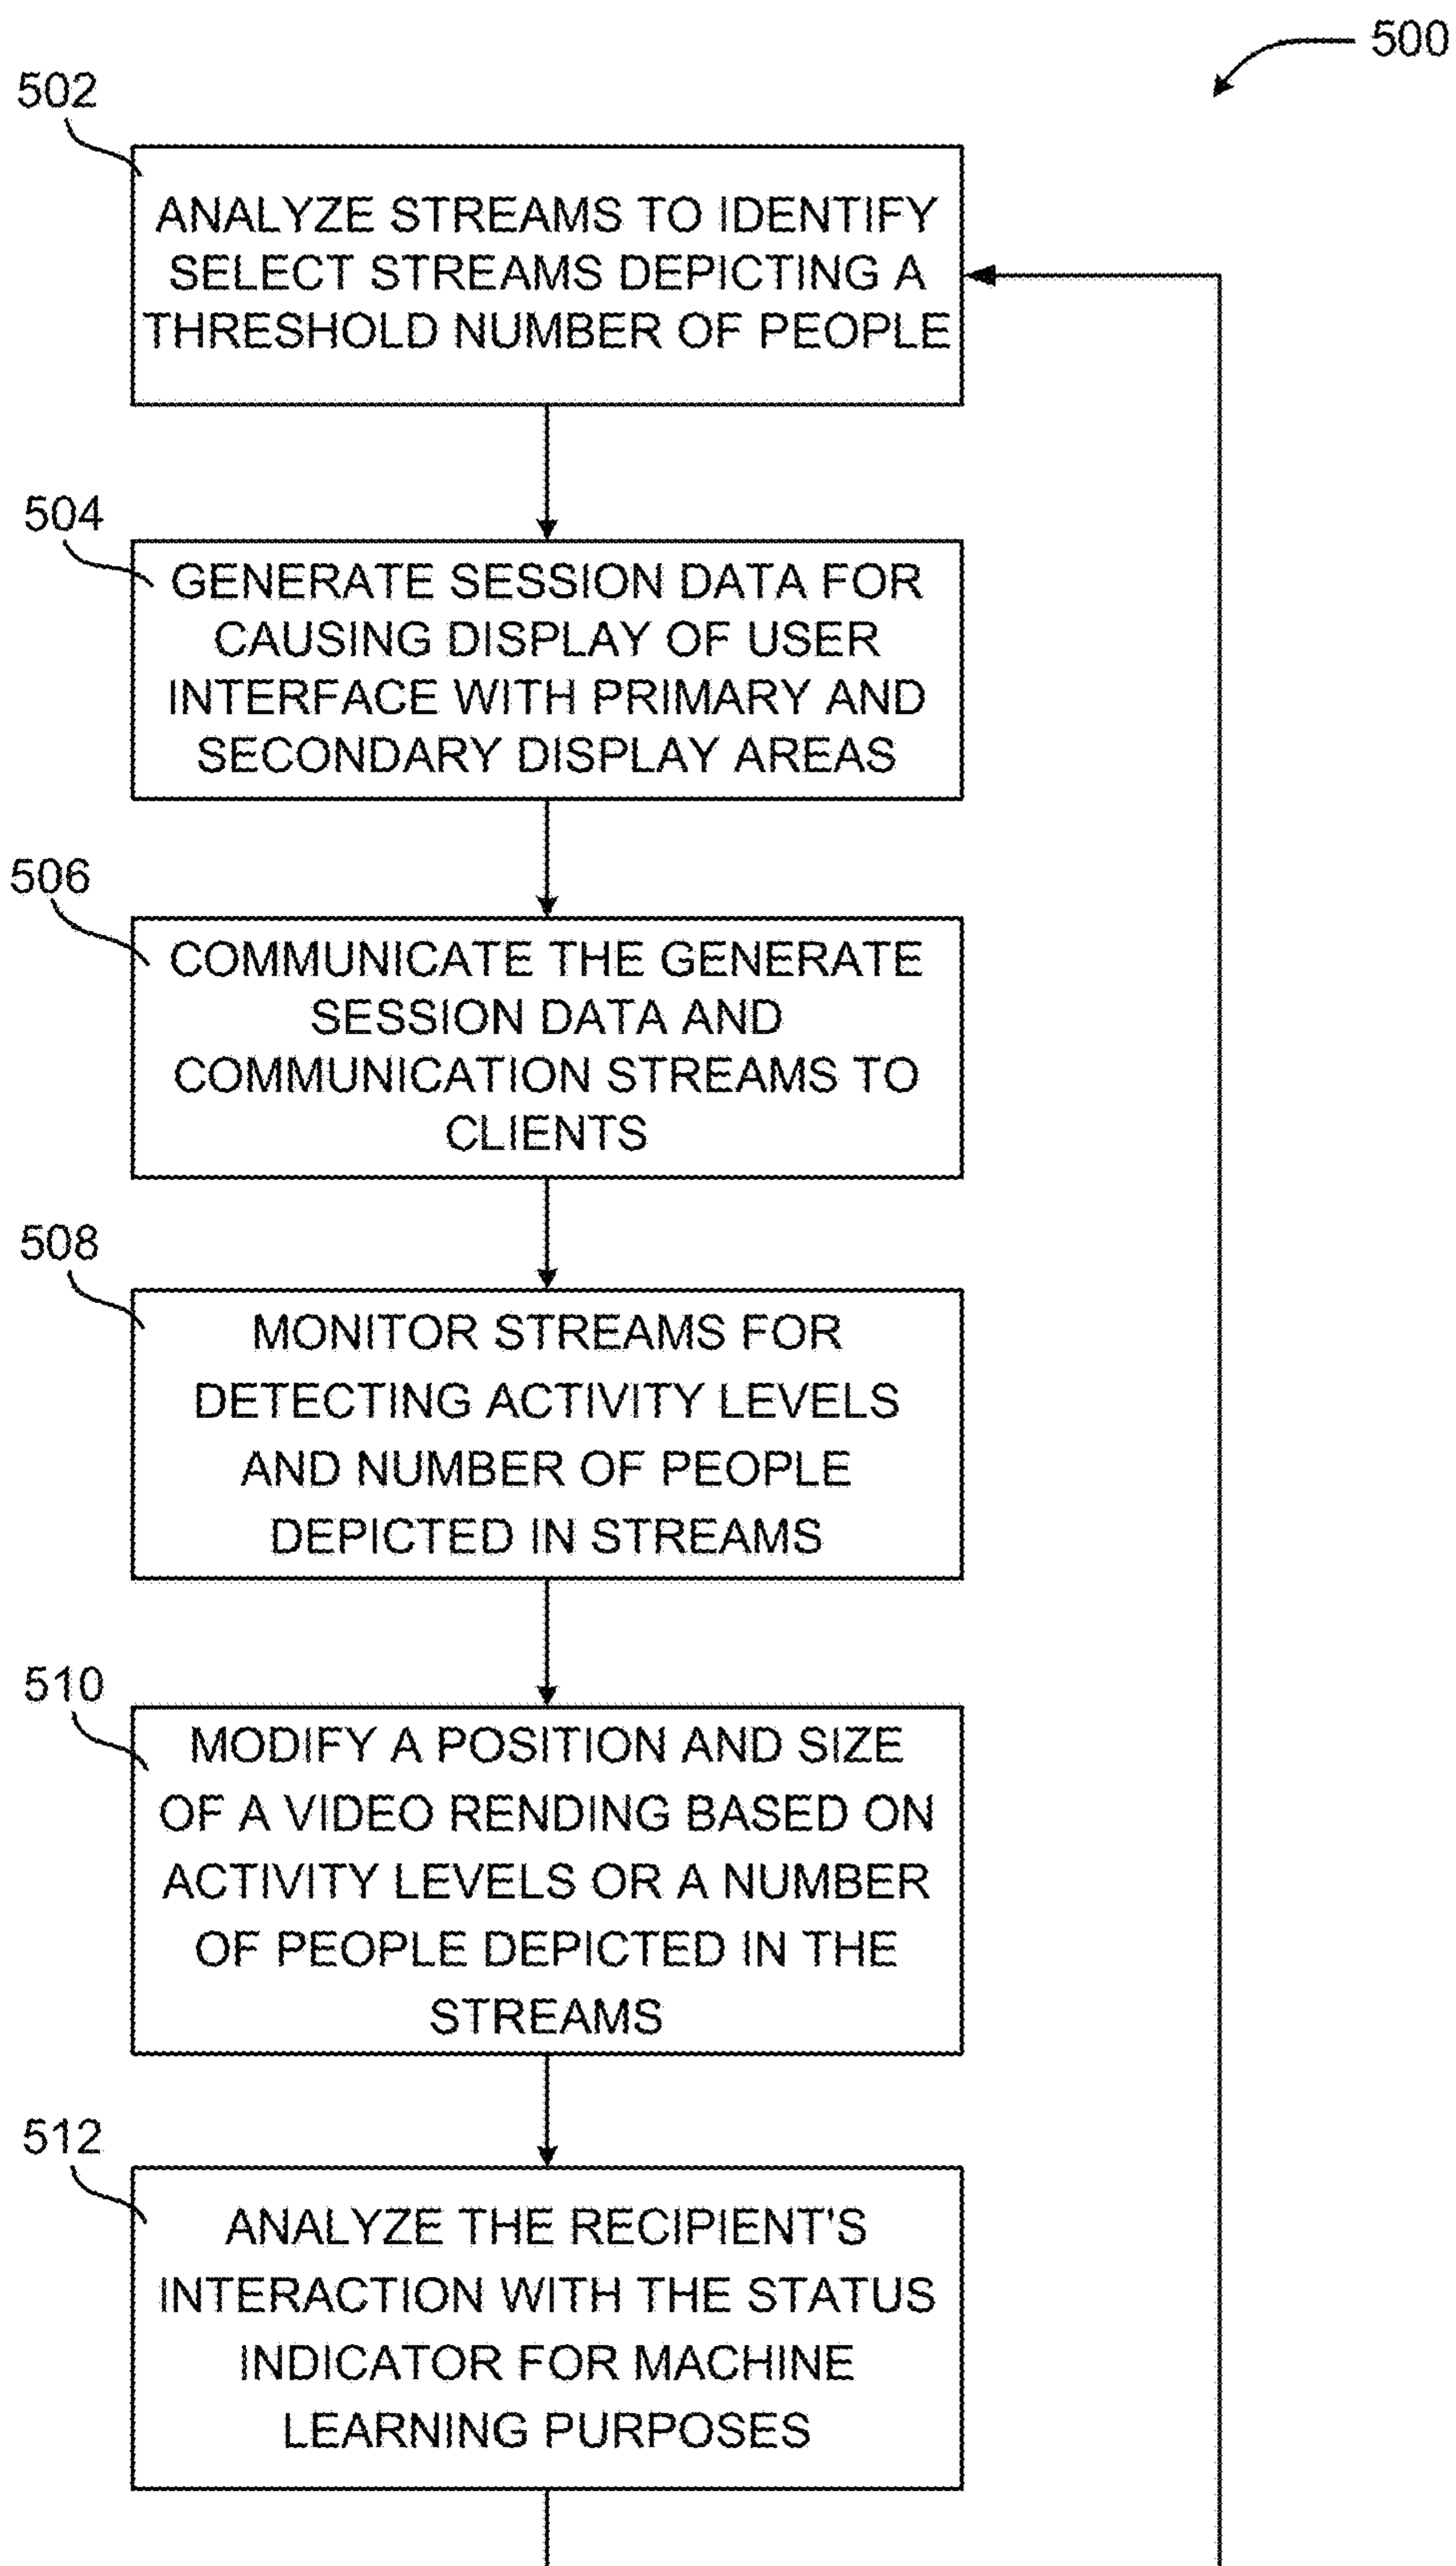 500
502
ANALYZE STREAMS TO IDENTIFY
SELECT STREAMS DEPICTING A
THRESHOLD NUMBER OF PEOPLE
504
GENERATE SESSION DATA FOR
CAUSING DISPLAY OF USER
INTERFACE WITH PRIMARY AND
SECONDARY DISPLAY AREAS
506
COMMUNICATE THE GENERATE
SESSION DATA AND
COMMUNICATION STREAMS TO
CLIENTS
508
MONITOR STREAMS FOR
DETECTING ACTIVITY LEVELS
AND NUMBER OF PEOPLE
DEPICTED IN STREAMS
510
MODIFY A POSITION AND SIZE
OF A VIDEO RENDING BASED ON
ACTIVITY LEVELS OR A NUMBER
OF PEOPLE DEPICTED IN THE
STREAMS
512
ANALYZE THE RECIPIENT'S
INTERACTION WITH THE STATUS
INDICATOR FOR MACHINE
LEARNING PURPOSES